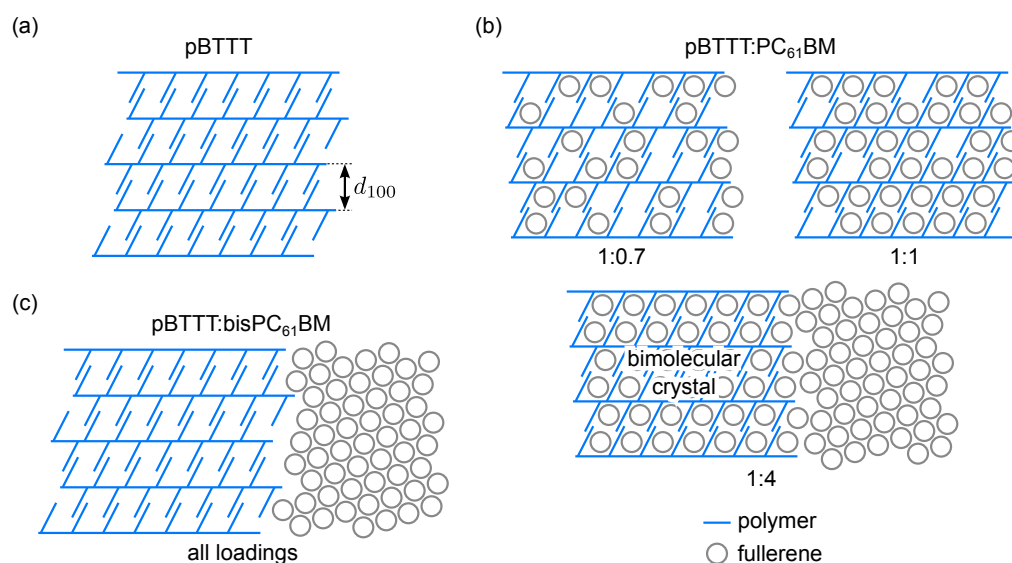 (a)
pBTTT
d100
(b)
pBTTT:PC61BM
1:0.7
1:1
bimolecular
crystal
1:4
(c)
pBTTT:bisPC61BM
all loadings
polymer
fullerene